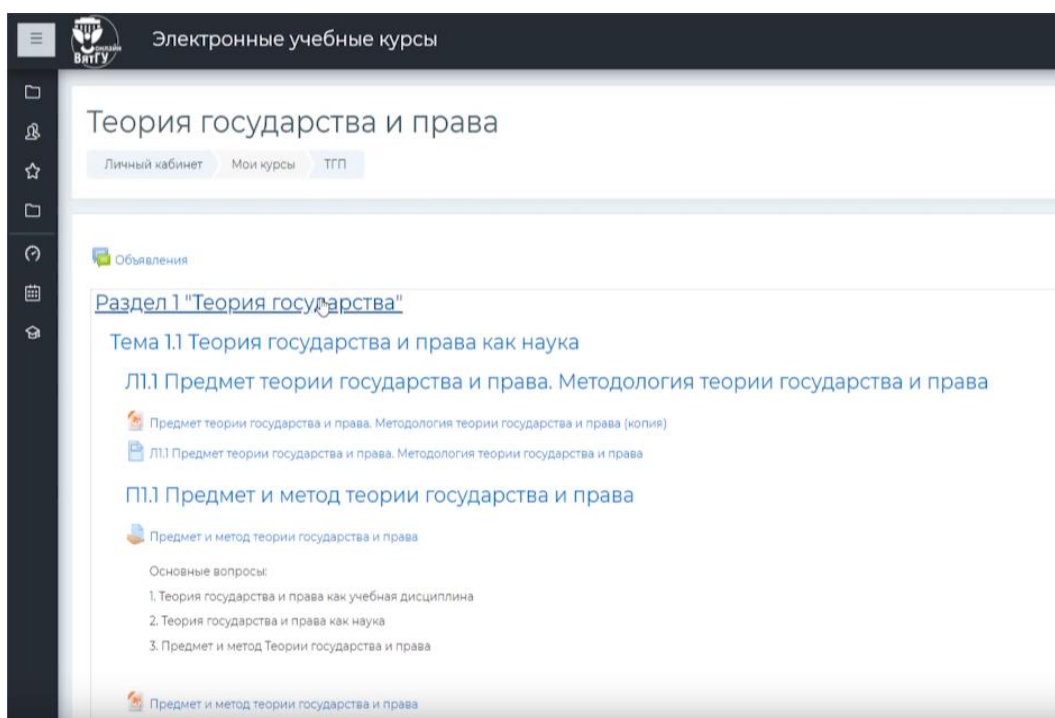 онлайн
ВятГУ
Электронные учебные курсы
Теория государства и права
Личный кабинет Мои курсы ТГП
Объявления
Раздел 1 "Теория государства"
Тема 1.1 Теория государства и права как наука
Л1.1 Предмет теории государства и права. Методология теории государства и права
Предмет теории государства и права. Методология теории государства и права (копия)
Л1.1 Предмет теории государства и права. Методология теории государства и права
П1.1 Предмет и метод теории государства и права
Предмет и метод теории государства и права
Основные вопросы:
1. Теория государства и права как учебная дисциплина
2. Теория государства и права как наука
3. Предмет и метод Теории государства и права
Предмет и метод теории государства и права